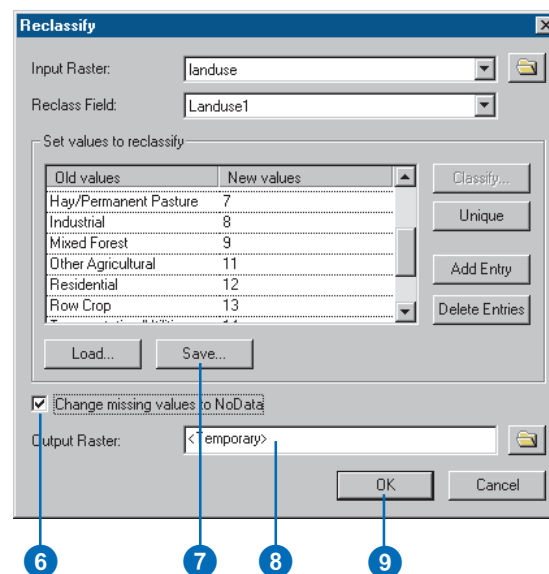 Reclassify
Input Raster: landuse
Reclass Field: Landuse1
Set values to reclassify
Old values New values
Classify...
Hay/Permanent Pasture 7
Industrial 8
Unique
Mixed Forest 9
Other Agricultural 11
Add Entry
Residential 12
Row Crop 13
Delete Entries
Load... Save...
Change missing values to NoData
Output Raster: <Temporary>
OK Cancel
6 7 8 9